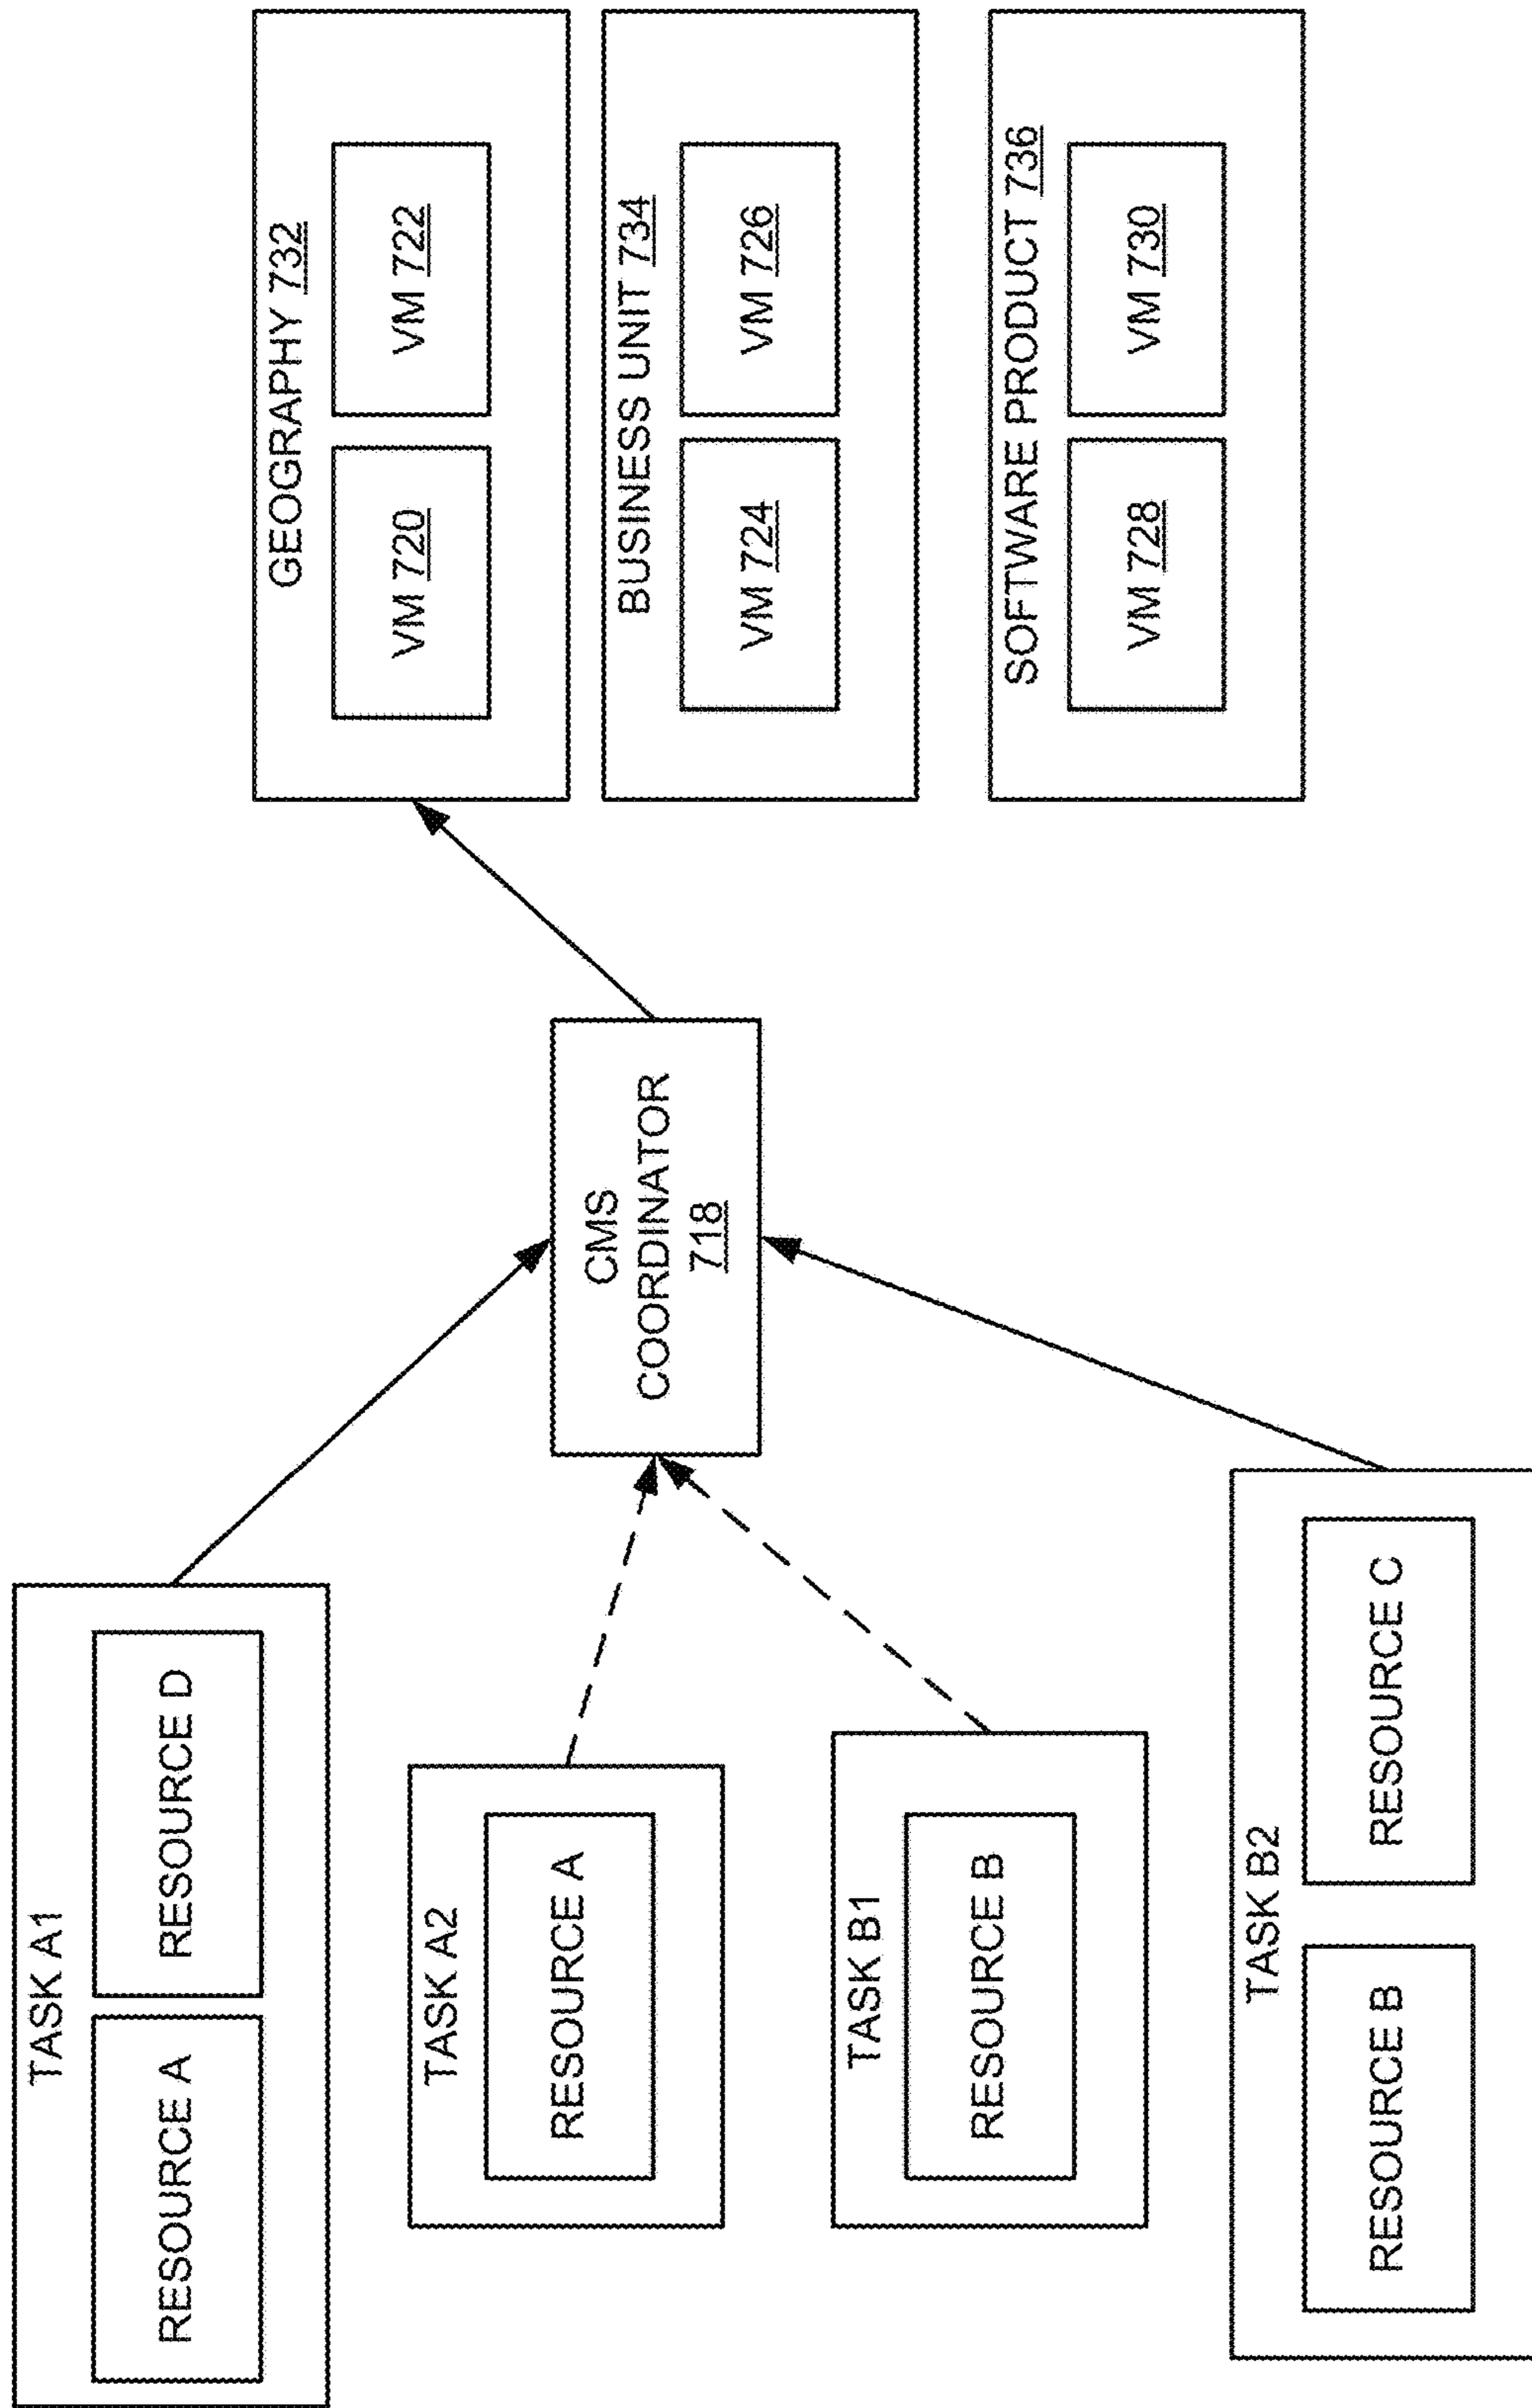 TASK A1
RESOURCE A
RESOURCE D
TASK A2
RESOURCE A
TASK B1
RESOURCE B
TASK B2
RESOURCE B
RESOURCE C
CMS
COORDINATOR
718
GEOGRAPHY 732
VM 720
VM 722
BUSINESS UNIT 734
VM 724
VM 726
SOFTWARE PRODUCT 736
VM 728
VM 730